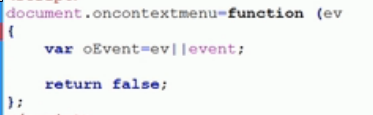 document.oncontextmenu=function (ev
{
var oEvent=ev||event;
return false;
};